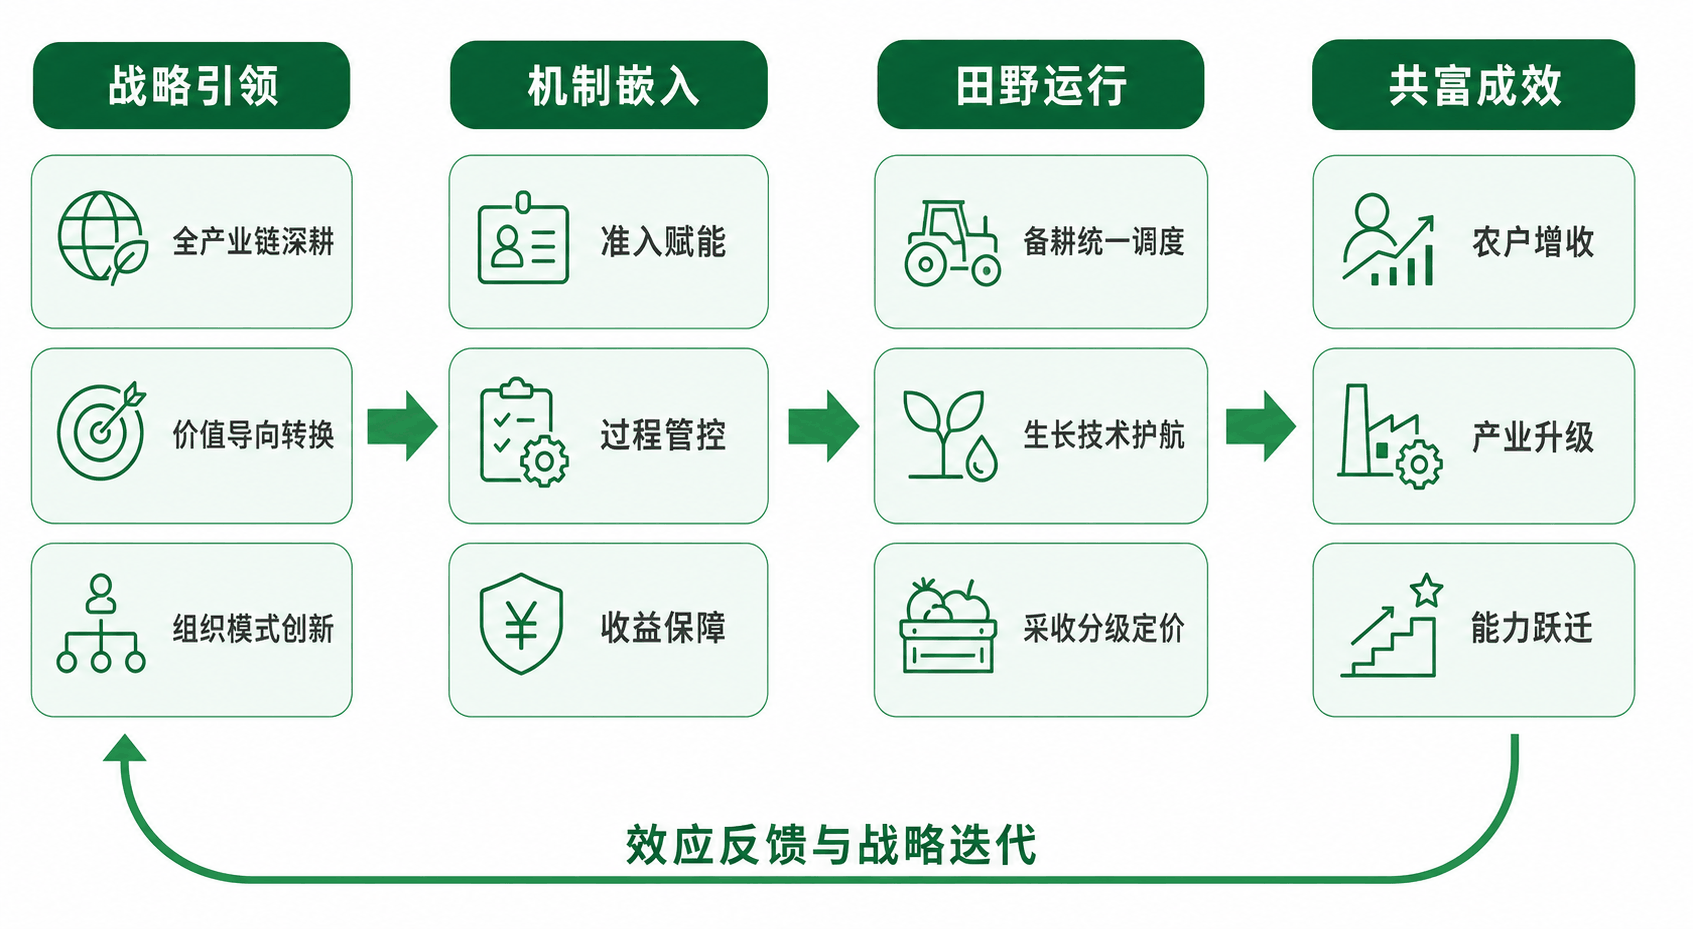 战略引领
全产业链深耕
价值导向转换
组织模式创新
机制嵌入
准入赋能
过程管控
收益保障
田野运行
备耕统一调度
生长技术护航
采收分级定价
共富成效
农户增收
产业升级
能力跃迁
效应反馈与战略迭代